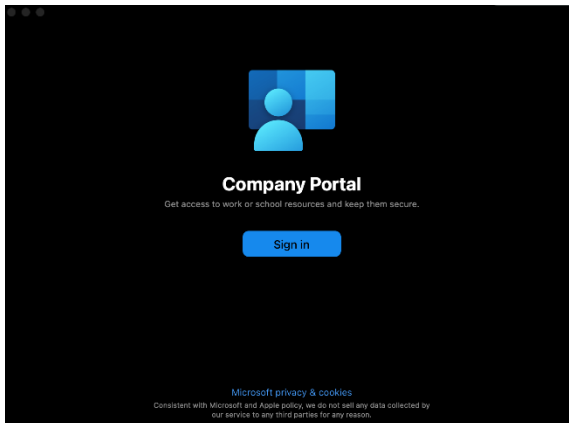 Company Portal
Get access to work or school resources and keep them secure.
Sign in
Microsoft privacy & cookies
Consistent with Microsoft and Apple policy, we do not sell any data collected by
our service to any third parties for any reason.